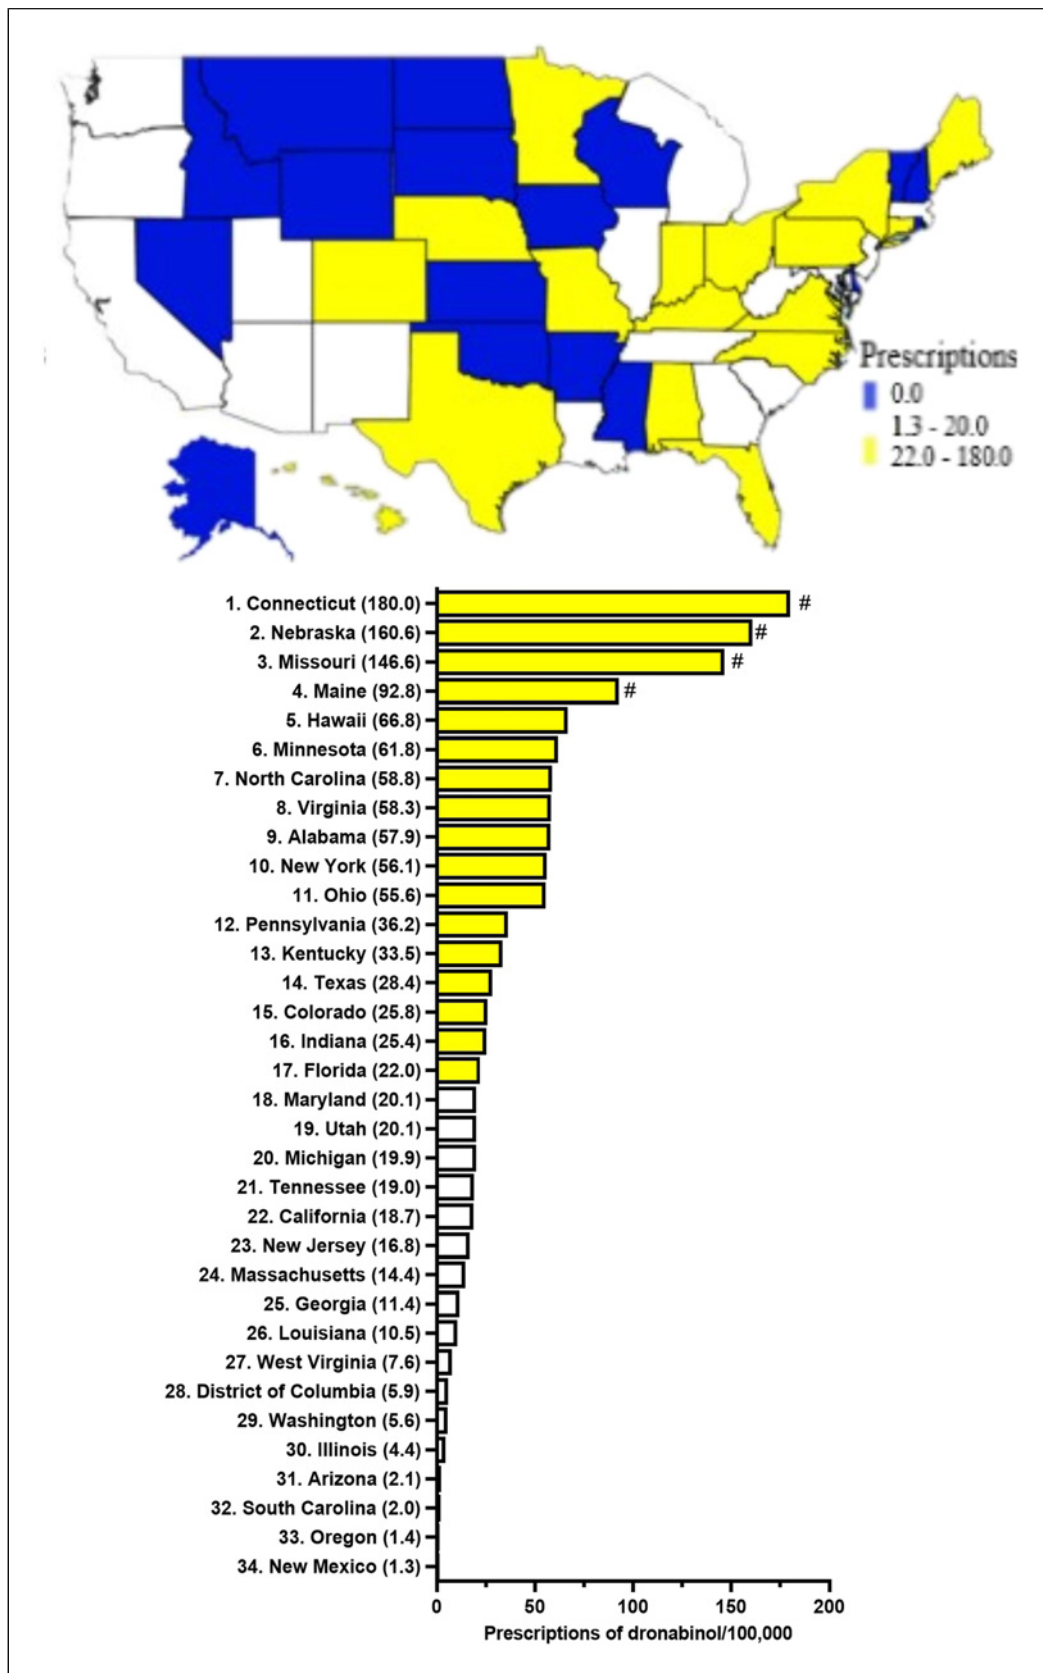 Prescriptions
0.0
1.3 - 20.0
22.0 - 180.0
1. Connecticut (180.0) #
2. Nebraska (160.6) #
3. Missouri (146.6) #
4. Maine (92.8) #
5. Hawaii (66.8)
6. Minnesota (61.8)
7. North Carolina (58.8)
8. Virginia (58.3)
9. Alabama (57.9)
10. New York (56.1)
11. Ohio (55.6)
12. Pennsylvania (36.2)
13. Kentucky (33.5)
14. Texas (28.4)
15. Colorado (25.8)
16. Indiana (25.4)
17. Florida (22.0)
18. Maryland (20.1)
19. Utah (20.1)
20. Michigan (19.9)
21. Tennessee (19.0)
22. California (18.7)
23. New Jersey (16.8)
24. Massachusetts (14.4)
25. Georgia (11.4)
26. Louisiana (10.5)
27. West Virginia (7.6)
28. District of Columbia (5.9)
29. Washington (5.6)
30. Illinois (4.4)
31. Arizona (2.1)
32. South Carolina (2.0)
33. Oregon (1.4)
34. New Mexico (1.3)
0 50 100 150 200
Prescriptions of dronabinol/100,000